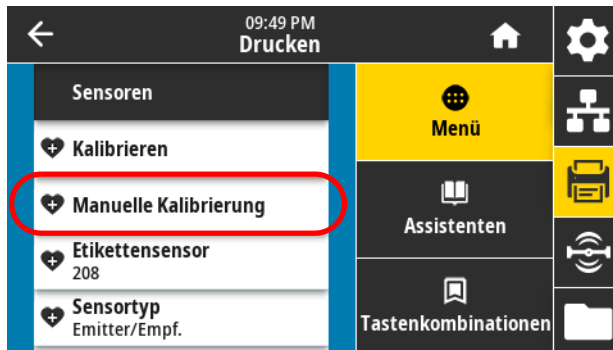 09:49 PM
Drucken
Sensoren
Kalibrieren
Manuelle Kalibrierung
Etikettensensor
208
Sensortyp
Emitter/Empf.
Menü
Assistenten
Tastenkombinationen